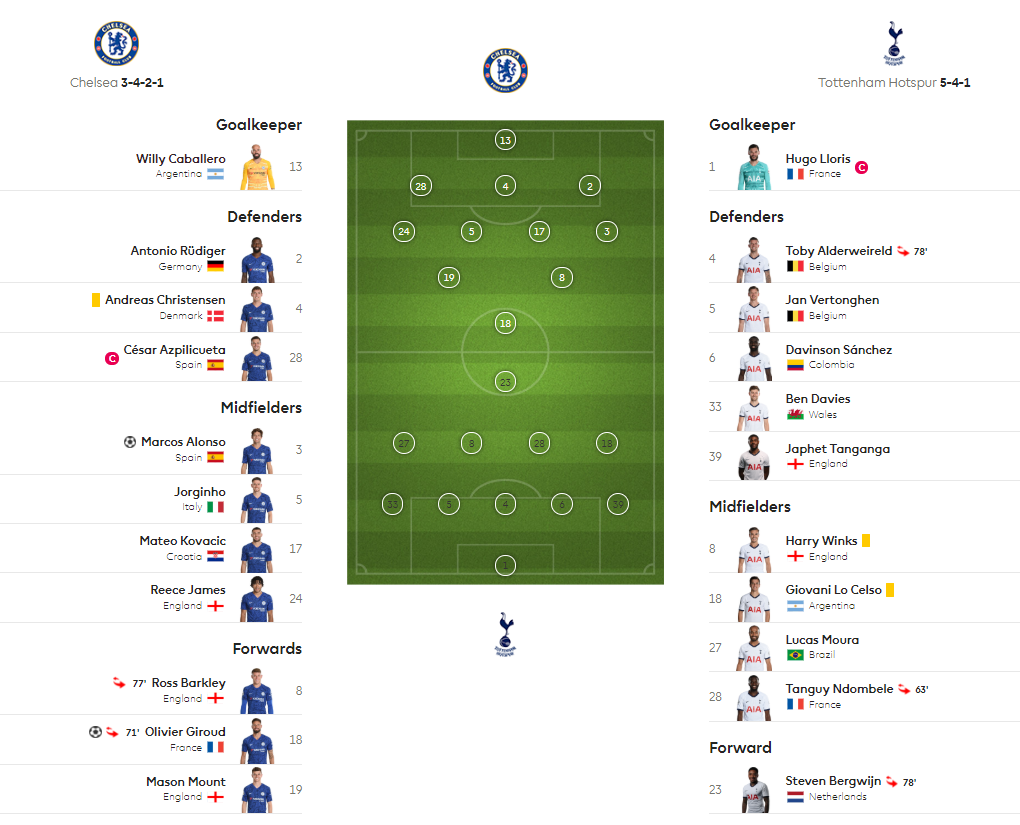 Chelsea 3-4-2-1
Goalkeeper
Willy Caballero
Argentina
13
Defenders
Antonio Rüdiger
Germany
2
Andreas Christensen
Denmark
4
C
César Azpilicueta
Spain
28
Midfielders
Marcos Alonso
Spain
3
Jorginho
Italy
5
Mateo Kovacic
Croatia
17
Reece James
England
24
Forwards
77' Ross Barkley
England
8
71' Olivier Giroud
France
18
Mason Mount
England
19
CHELSEA
FOOTBALL CLUB
13
28 4 2
24 5 17 3
19 8
18
23
27 8 28 18
33 5 4 6 39
1
TOTTENHAM
HOTSPUR
Tottenham Hotspur 5-4-1
Goalkeeper
1
Hugo Lloris
C
France
Defenders
4
Toby Alderweireld 78'
Belgium
5
Jan Vertonghen
Belgium
6
Davinson Sánchez
Colombia
33
Ben Davies
Wales
39
Japhet Tanganga
England
Midfielders
8
Harry Winks
England
18
Giovani Lo Celso
Argentina
27
Lucas Moura
Brazil
28
Tanguy Ndombele 63'
France
Forward
23
Steven Bergwijn 78'
Netherlands